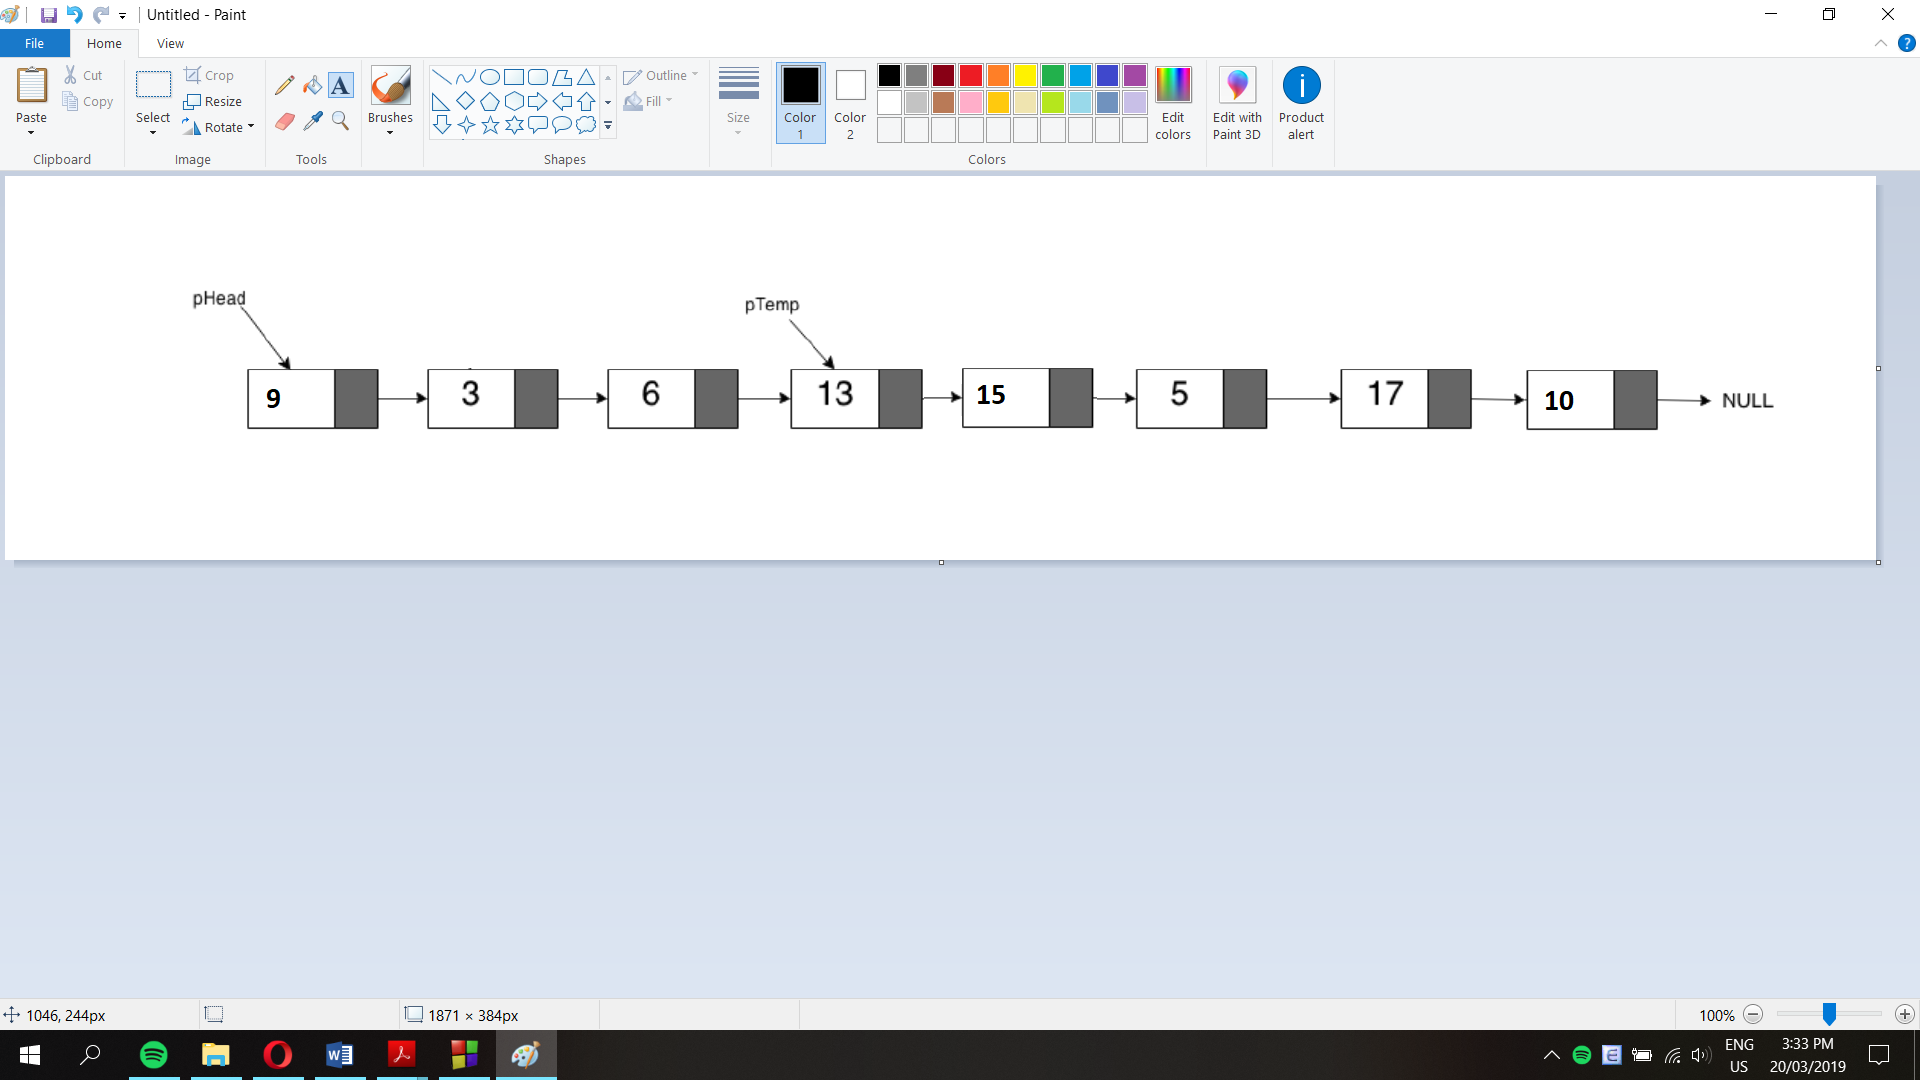 Untitled - Paint
File Home View
Paste Cut Copy Select Crop Resize Rotate Brushes Outline Fill Size Color 1 Color 2 Edit colors Edit with Paint 3D Product alert
Clipboard Image Tools Shapes Colors
pHead pTemp
9 3 6 13 15 5 17 10 NULL
1046, 244px 1871 × 384px 100%
ENG 3:33 PM
US 20/03/2019